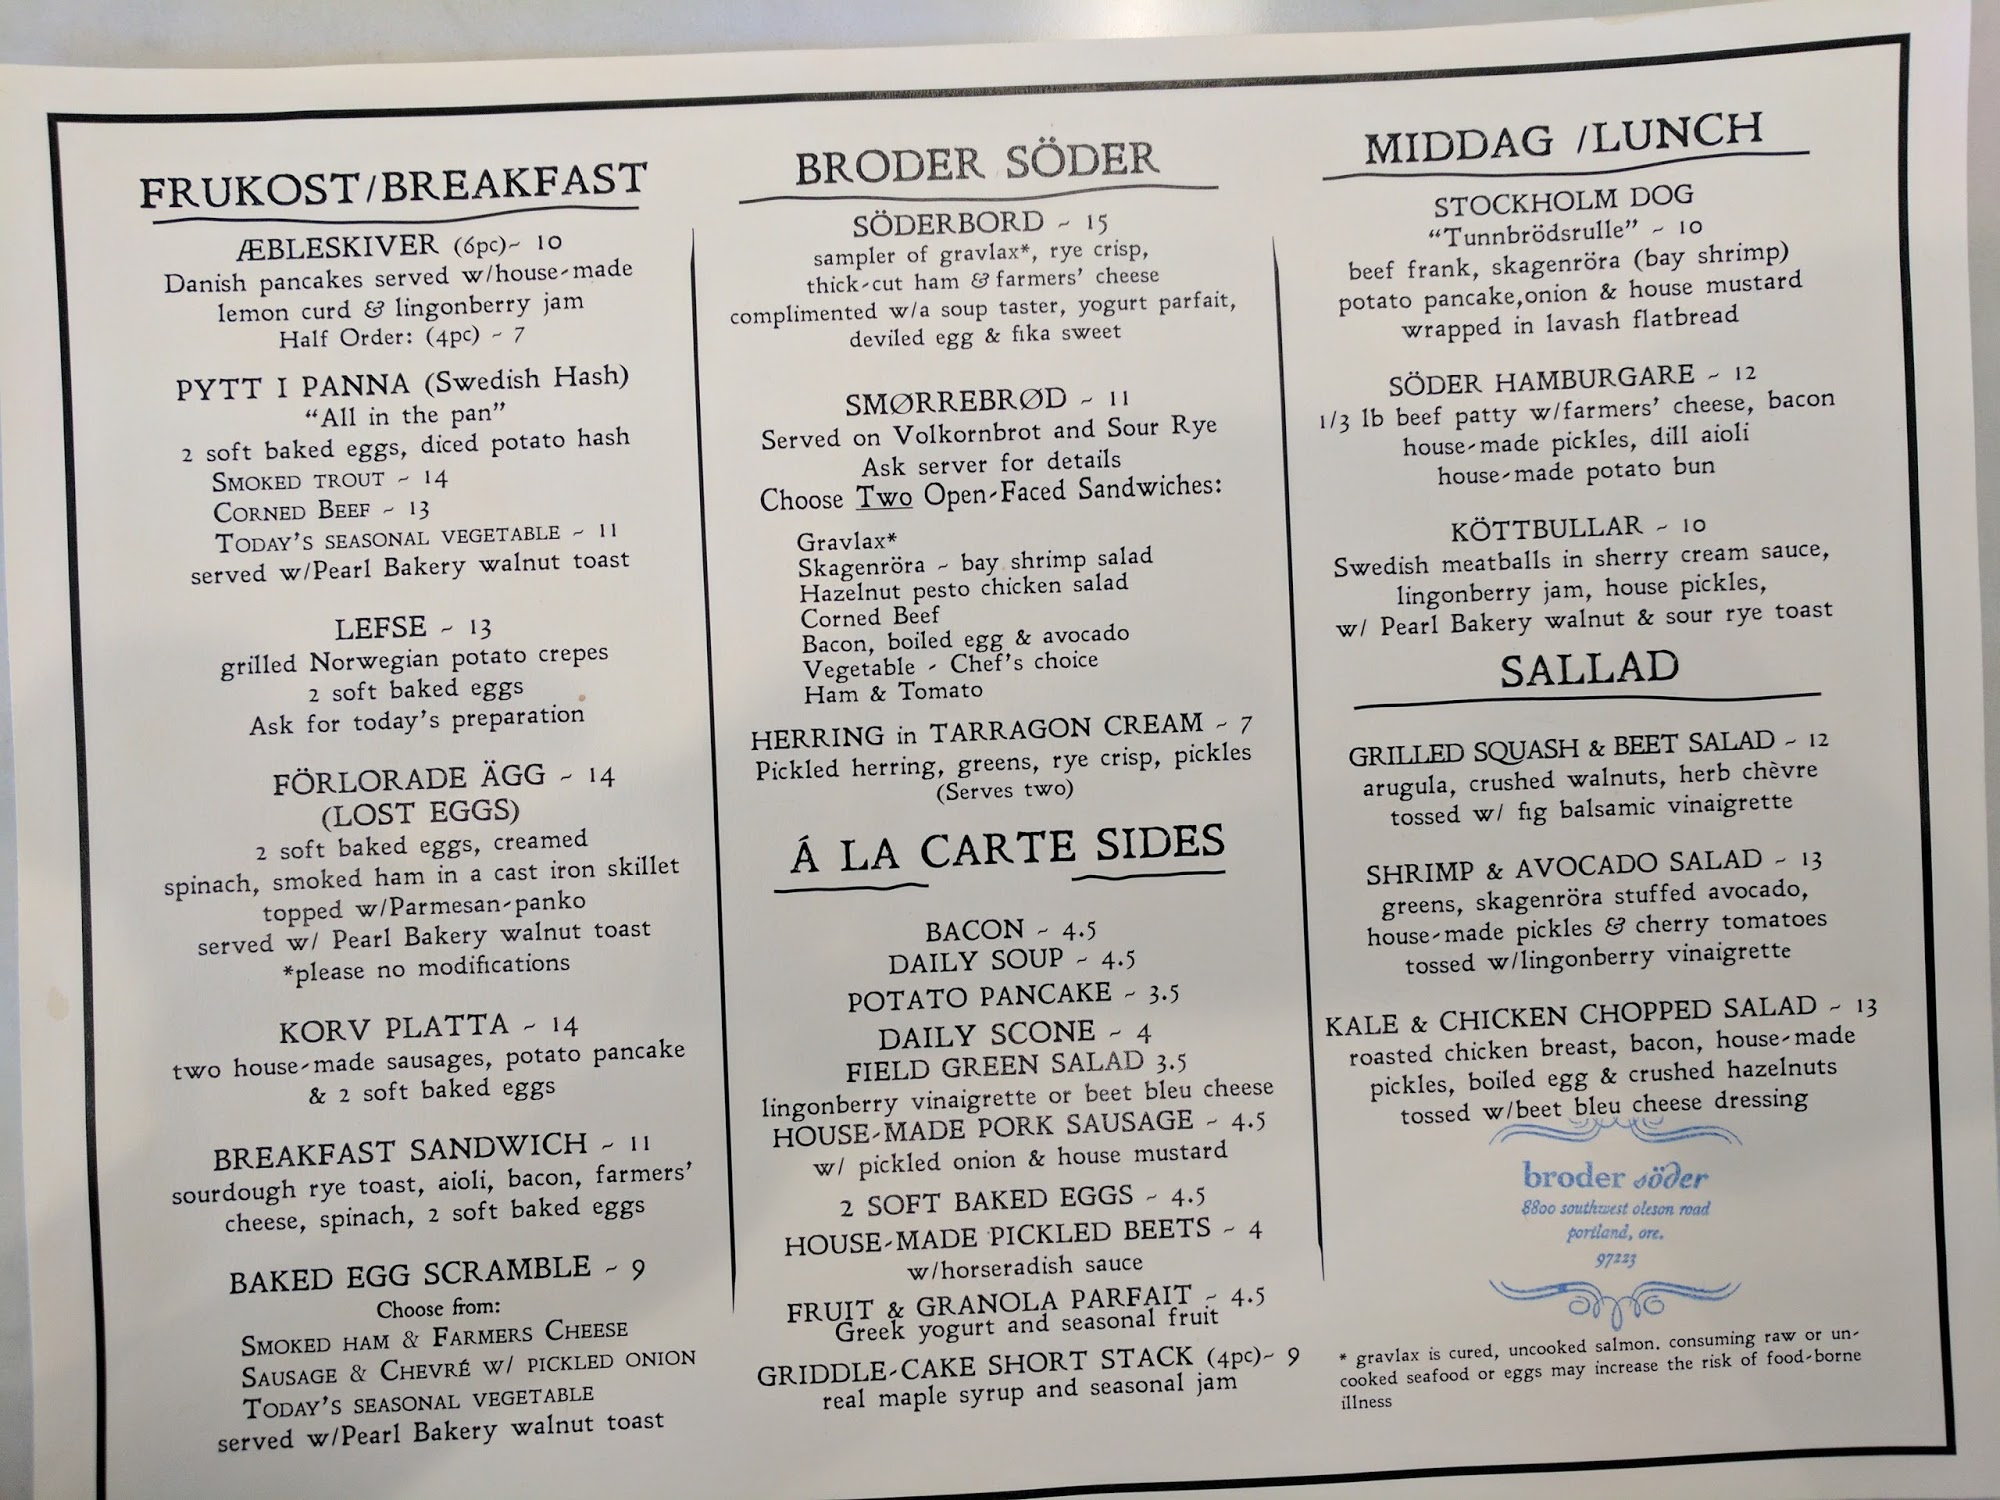 FRUKOST/BREAKFAST
ÆBLESKIVER (6pc)~ 10
Danish pancakes served w/house-made
lemon curd & lingonberry jam
Half Order: (4pc) ~ 7
PYTT I PANNA (Swedish Hash)
"All in the pan"
2 soft baked eggs, diced potato hash
SMOKED TROUT ~ 14
CORNED BEEF ~ 13
TODAY'S SEASONAL VEGETABLE ~ 11
served w/Pearl Bakery walnut toast
LEFSE ~ 13
grilled Norwegian potato crepes
2 soft baked eggs
Ask for today's preparation
FÖRLORADE ÄGG ~ 14
(LOST EGGS)
2 soft baked eggs, creamed
spinach, smoked ham in a cast iron skillet
topped w/Parmesan-panko
served w/ Pearl Bakery walnut toast
*please no modifications
KORV PLATTA ~ 14
two house-made sausages, potato pancake
& 2 soft baked eggs
BREAKFAST SANDWICH ~ 11
sourdough rye toast, aioli, bacon, farmers'
cheese, spinach, 2 soft baked eggs
BAKED EGG SCRAMBLE ~ 9
Choose from:
SMOKED HAM & FARMERS CHEESE
SAUSAGE & CHEVRÉ W/ PICKLED ONION
TODAY'S SEASONAL VEGETABLE
served w/Pearl Bakery walnut toast
BRODER SÖDER
SÖDERBORD ~ 15
sampler of gravlax*, rye crisp,
thick-cut ham & farmers' cheese
complimented w/a soup taster, yogurt parfait,
deviled egg & fika sweet
SMØRREBRØD ~ 11
Served on Volkornbrot and Sour Rye
Ask server for details
Choose Two Open-Faced Sandwiches:
Gravlax*
Skagenröra ~ bay shrimp salad
Hazelnut pesto chicken salad
Corned Beef
Bacon, boiled egg & avocado
Vegetable - Chef's choice
Ham & Tomato
HERRING in TARRAGON CREAM ~ 7
Pickled herring, greens, rye crisp, pickles
(Serves two)
Á LA CARTE SIDES
BACON ~ 4.5
DAILY SOUP ~ 4.5
POTATO PANCAKE ~ 3.5
DAILY SCONE ~ 4
FIELD GREEN SALAD 3.5
lingonberry vinaigrette or beet bleu cheese
HOUSE-MADE PORK SAUSAGE ~ 4.5
w/ pickled onion & house mustard
2 SOFT BAKED EGGS ~ 4.5
HOUSE-MADE PICKLED BEETS ~ 4
w/horseradish sauce
FRUIT & GRANOLA PARFAIT ~ 4.5
Greek yogurt and seasonal fruit
GRIDDLE-CAKE SHORT STACK (4pc)~ 9
real maple syrup and seasonal jam
MIDDAG /LUNCH
STOCKHOLM DOG
"Tunnbrödsrulle" ~ 10
beef frank, skagenröra (bay shrimp)
potato pancake,onion & house mustard
wrapped in lavash flatbread
SÖDER HAMBURGARE ~ 12
1/3 lb beef patty w/farmers' cheese, bacon
house-made pickles, dill aioli
house-made potato bun
KÖTTBULLAR ~ 10
Swedish meatballs in sherry cream sauce,
lingonberry jam, house pickles,
w/ Pearl Bakery walnut & sour rye toast
SALLAD
GRILLED SQUASH & BEET SALAD ~ 12
arugula, crushed walnuts, herb chèvre
tossed w/ fig balsamic vinaigrette
SHRIMP & AVOCADO SALAD ~ 13
greens, skagenröra stuffed avocado,
house-made pickles & cherry tomatoes
tossed w/lingonberry vinaigrette
KALE & CHICKEN CHOPPED SALAD ~ 13
roasted chicken breast, bacon, house-made
pickles, boiled egg & crushed hazelnuts
tossed w/beet bleu cheese dressing
broder söder
8800 southwest oleson road
portland, ore.
97223
* gravlax is cured, uncooked salmon. consuming raw or un-
cooked seafood or eggs may increase the risk of food-borne
illness